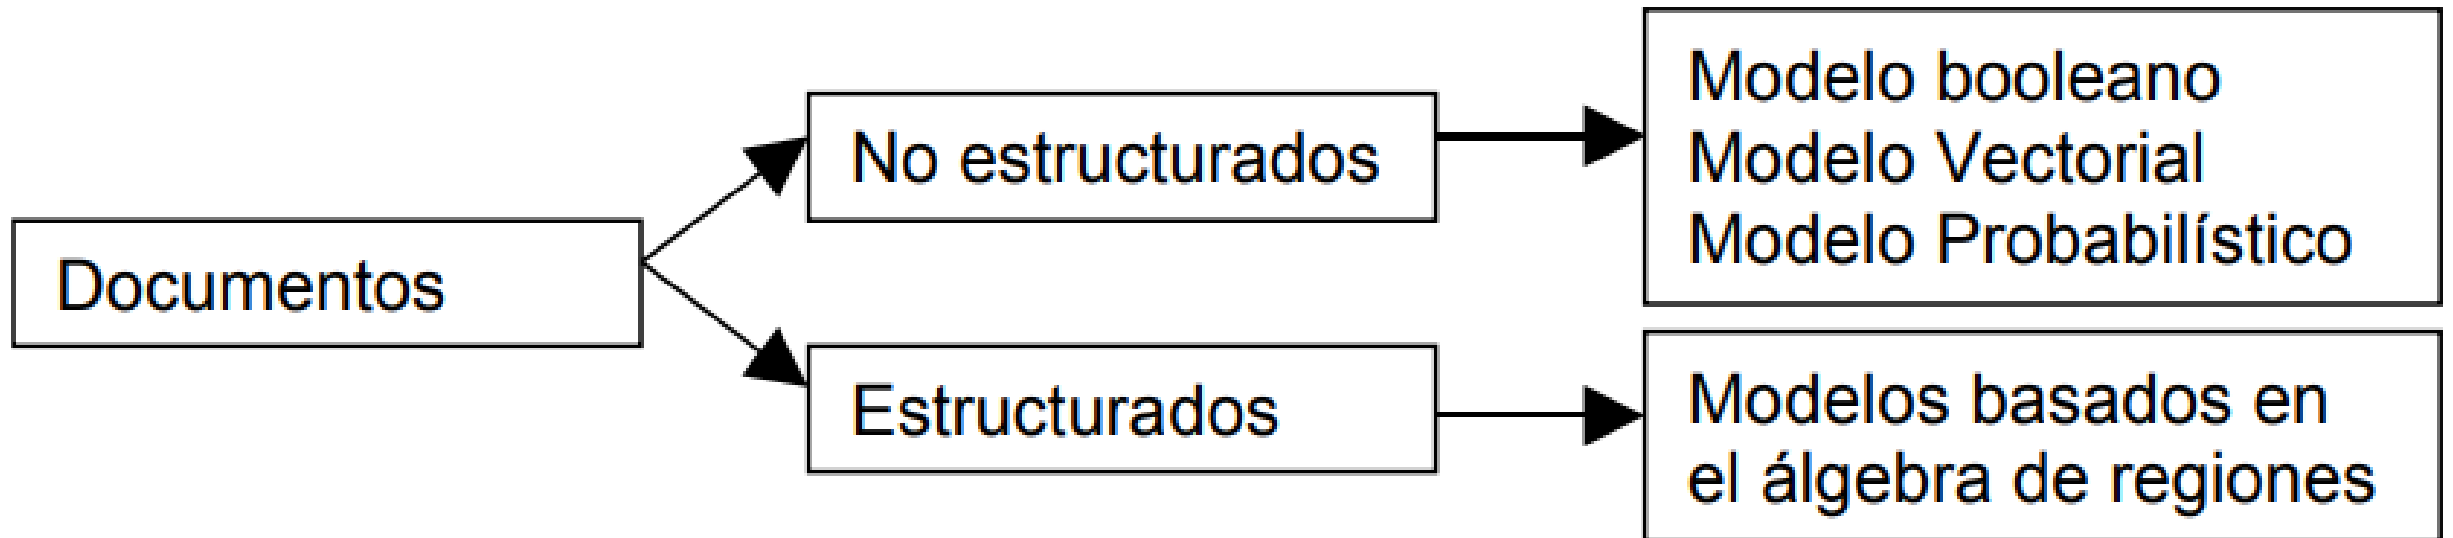 Documentos
No estructurados
Estructurados
Modelo booleano
Modelo Vectorial
Modelo Probabilístico
Modelos basados en
el álgebra de regiones